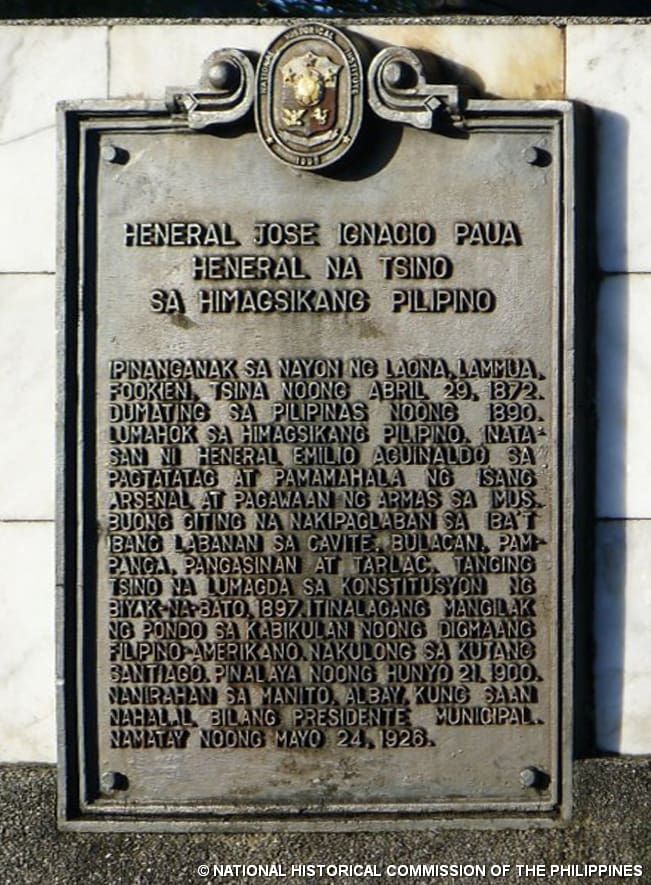 NATIONAL HISTORICAL INSTITUTE
HENERAL JOSE IGNACIO PAUA
HENERAL NA TSINO
SA HIMAGSIKANG PILIPINO
IPINANGANAK SA NAYON NG LAONA, LAMMUA,
FOOKIEN, TSINA NOONG ABRIL 29, 1872.
DUMATING SA PILIPINAS NOONG 1890.
LUMAHOK SA HIMAGSIKANG PILIPINO. INATA-
SAN NI HENERAL EMILIO AGUINALDO SA
PAGTATATAG AT PAMAMAHALA NG ISANG
ARSENAL AT PAGAWAAN NG ARMAS SA IMUS.
BUONG GITING NA NAKIPAGLABAN SA IBA'T
IBANG LABANAN SA CAVITE, BULACAN, PAM-
PANGA, PANGASINAN AT TARLAC. TANGING
TSINO NA LUMAGDA SA KONSTITUSYON NG
BIYAK-NA-BATO, 1897. ITINALAGANG MANGILAK
NG PONDO SA KABIKULAN NOONG DIGMAANG
FILIPINO-AMERIKANO. NAKULONG SA KUTANG
SANTIAGO. PINALAYA NOONG HUNYO 21, 1900.
NANIRAHAN SA MANITO, ALBAY, KUNG SAAN
NAHALAL BILANG PRESIDENTE MUNICIPAL.
NAMATAY NOONG MAYO 24, 1926.
© NATIONAL HISTORICAL COMMISSION OF THE PHILIPPINES